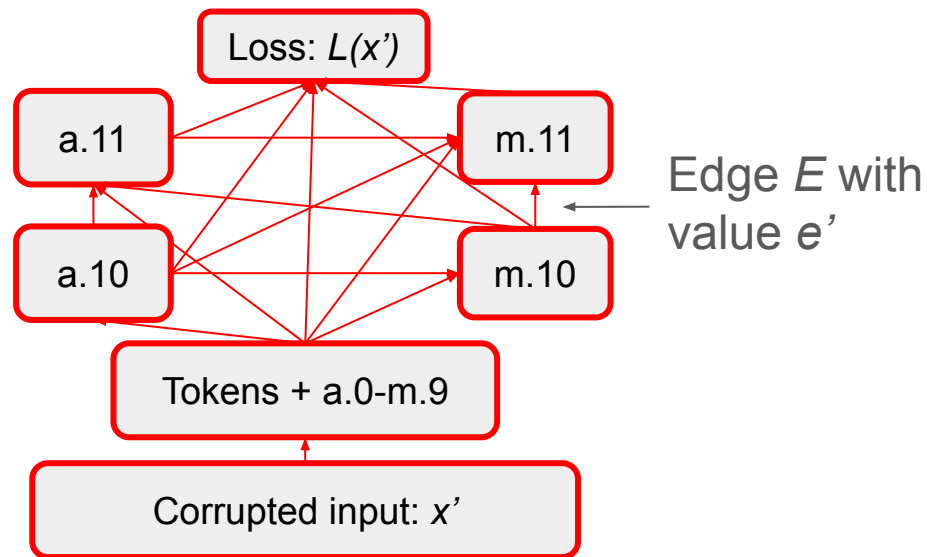 Loss: L(x’)
a.11
m.11
Edge E with
value e’
a.10
m.10
Tokens + a.0-m.9
Corrupted input: x’